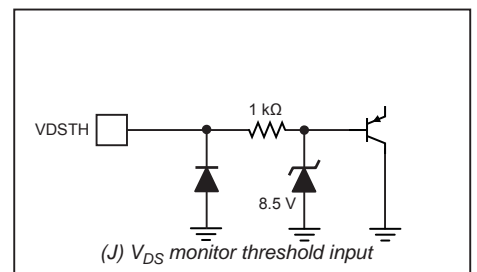 1 kΩ
VDSTH
8.5 V
(J) V_DS monitor threshold input